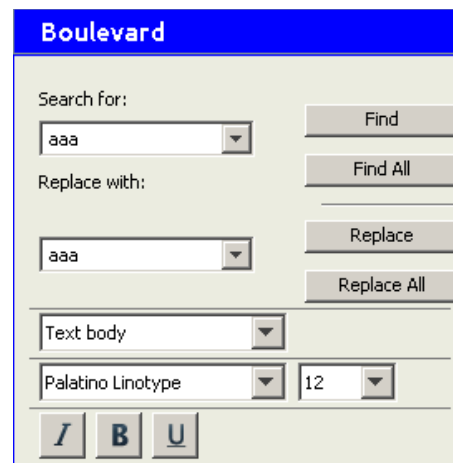 Boulevard
Search for:
Find
aaa
Find All
Replace with:
Replace
aaa
Replace All
Text body
Palatino Linotype 12
I B U